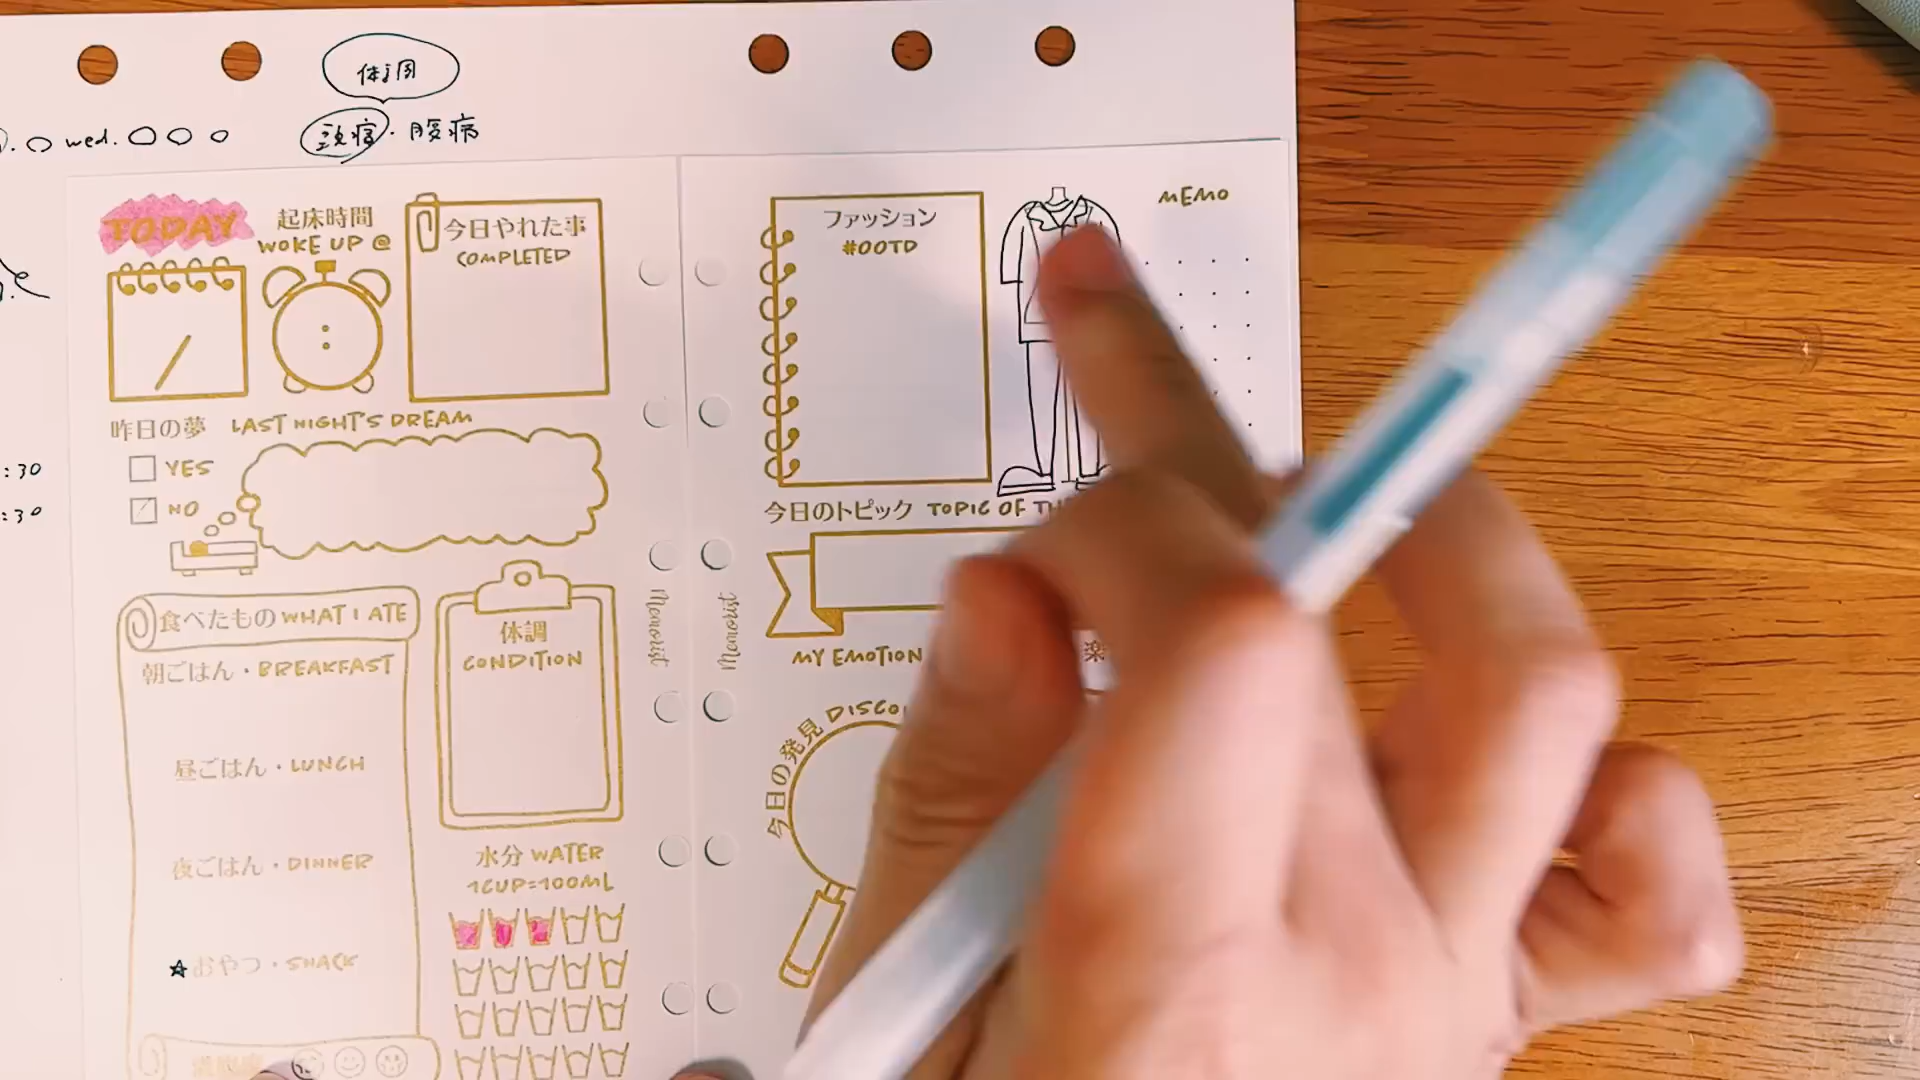 体調
wed.
頭痛・腹痛
TODAY
起床時間
WOKE UP @
今日やれた事
COMPLETED
昨日の夢 LAST NIGHT'S DREAM
YES
NO
:30
:30
食べたもの WHAT I ATE
朝ごはん・BREAKFAST
昼ごはん・LUNCH
夜ごはん・DINNER
☆おやつ・SNACK
体調
CONDITION
水分 WATER
1CUP=100ML
Memorist
Memorist
ファッション
#OOTD
MEMO
今日のトピック TOPIC OF
MY EMOTION
楽
今日の発見